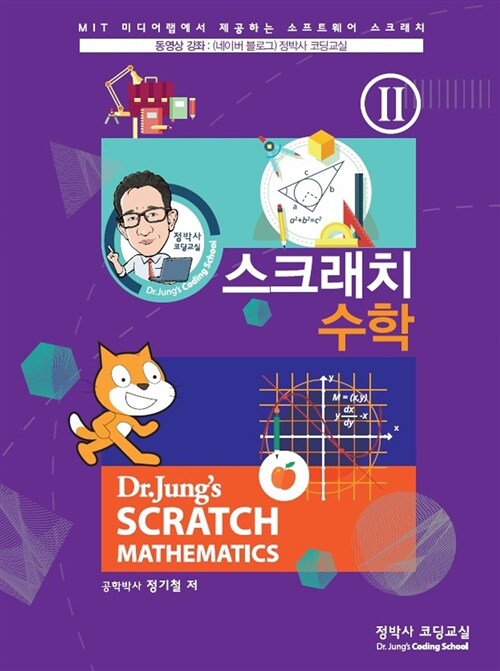 MIT 미디어랩에서 제공하는 소프트웨어 스크래치
동영상 강좌 : (네이버 블로그) 정박사 코딩교실
II
정박사
코딩교실
Dr.Jung's Coding School
c
b
a
a²+b²=c²
스크래치
수학
y
M = (x,y)
y dx/dy -x
x
Dr.Jung's
SCRATCH
MATHEMATICS
공학박사 정기철 저
정박사 코딩교실
Dr. Jung's Coding School